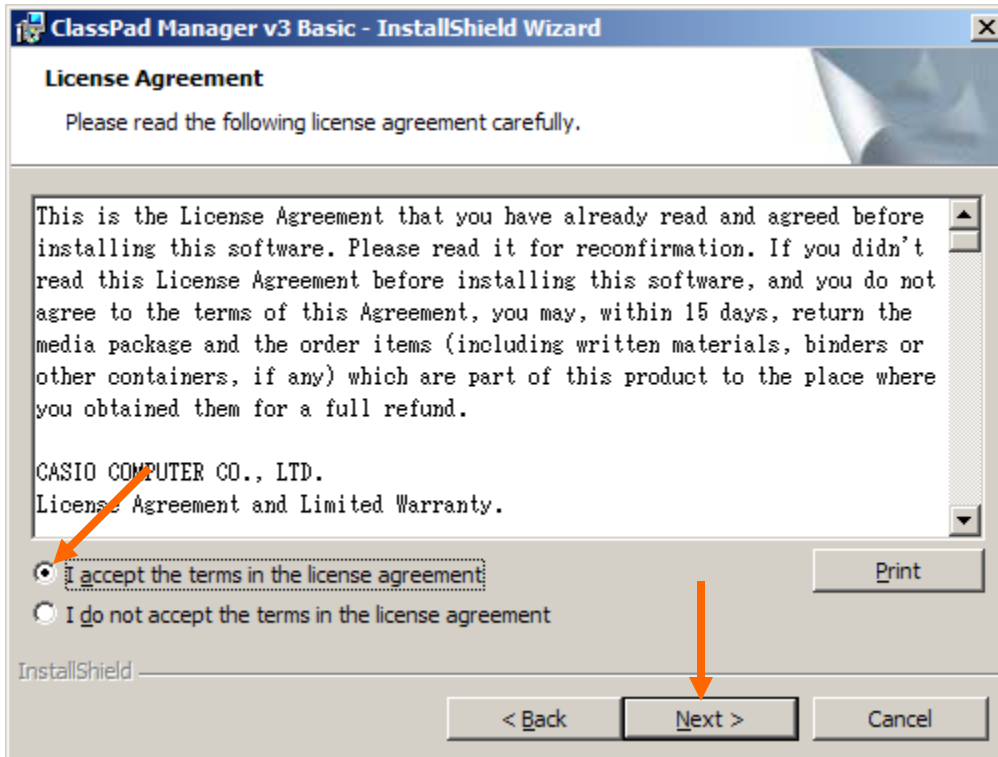 ClassPad Manager v3 Basic - InstallShield Wizard
License Agreement
Please read the following license agreement carefully.
This is the License Agreement that you have already read and agreed before
installing this software. Please read it for reconfirmation. If you didn't
read this License Agreement before installing this software, and you do not
agree to the terms of this Agreement, you may, within 15 days, return the
media package and the order items (including written materials, binders or
other containers, if any) which are part of this product to the place where
you obtained them for a full refund.
CASIO COMPUTER CO., LTD.
License Agreement and Limited Warranty.
I accept the terms in the license agreement
Print
I do not accept the terms in the license agreement
InstallShield
< Back
Next >
Cancel